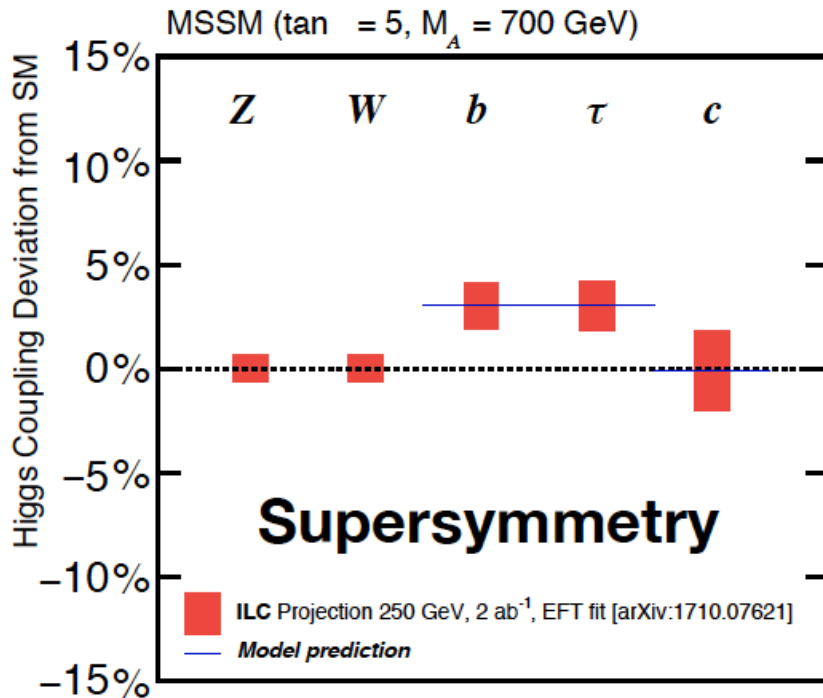 MSSM (tan = 5, M_A = 700 GeV)
Higgs Coupling Deviation from SM
15%
Z W b τ c
10%
5%
0%
−5%
Supersymmetry
−10%
ILC Projection 250 GeV, 2 ab⁻¹, EFT fit [arXiv:1710.07621]
Model prediction
−15%